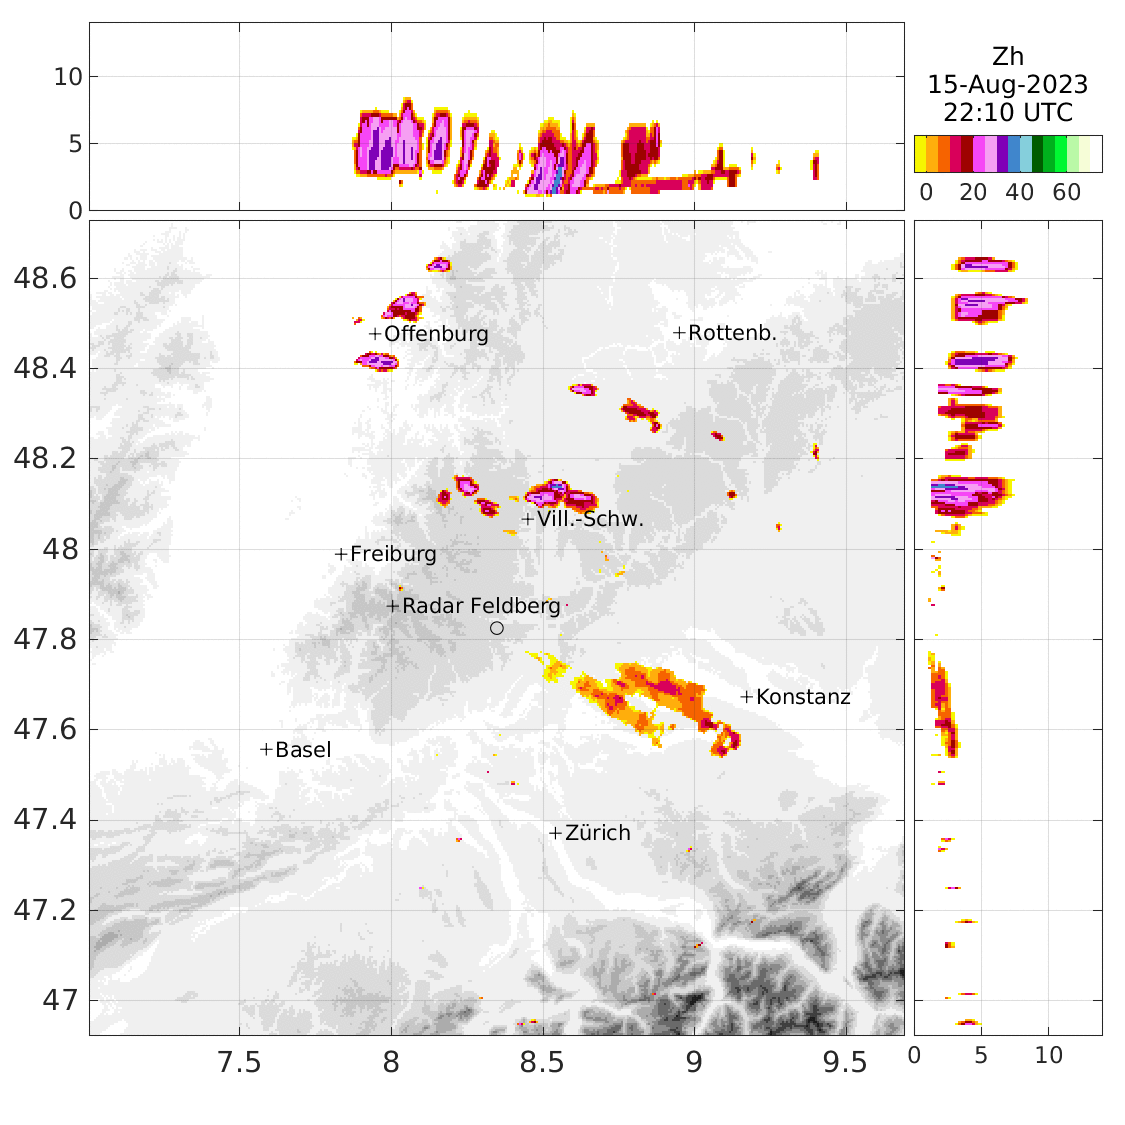 10
5
0
Zh
15-Aug-2023
22:10 UTC
0 20 40 60
48.6
48.4
48.2
48
47.8
47.6
47.4
47.2
47
+Offenburg
+Rottenb.
+Vill.-Schw.
+Freiburg
+Radar Feldberg
+Konstanz
+Basel
+Zürich
7.5 8 8.5 9 9.5
0 5 10